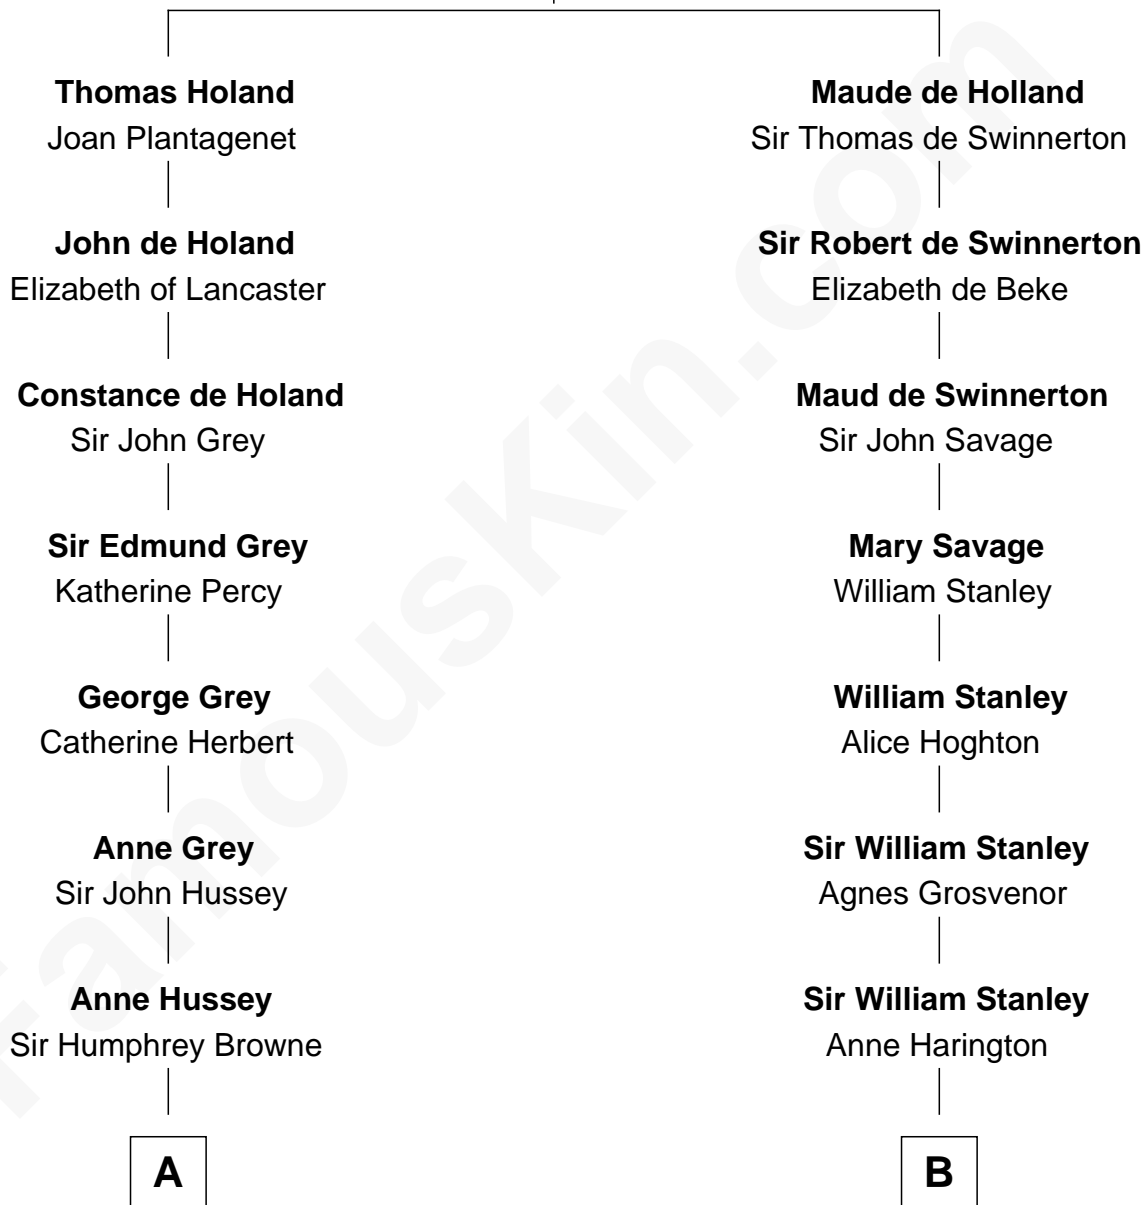 Thomas Holand
Joan Plantagenet
John de Holand
Elizabeth of Lancaster
Constance de Holand
Sir John Grey
Sir Edmund Grey
Katherine Percy
George Grey
Catherine Herbert
Anne Grey
Sir John Hussey
Anne Hussey
Sir Humphrey Browne
A
Maude de Holland
Sir Thomas de Swinnerton
Sir Robert de Swinnerton
Elizabeth de Beke
Maud de Swinnerton
Sir John Savage
Mary Savage
William Stanley
William Stanley
Alice Hoghton
Sir William Stanley
Agnes Grosvenor
Sir William Stanley
Anne Harington
B
FamousKin.com